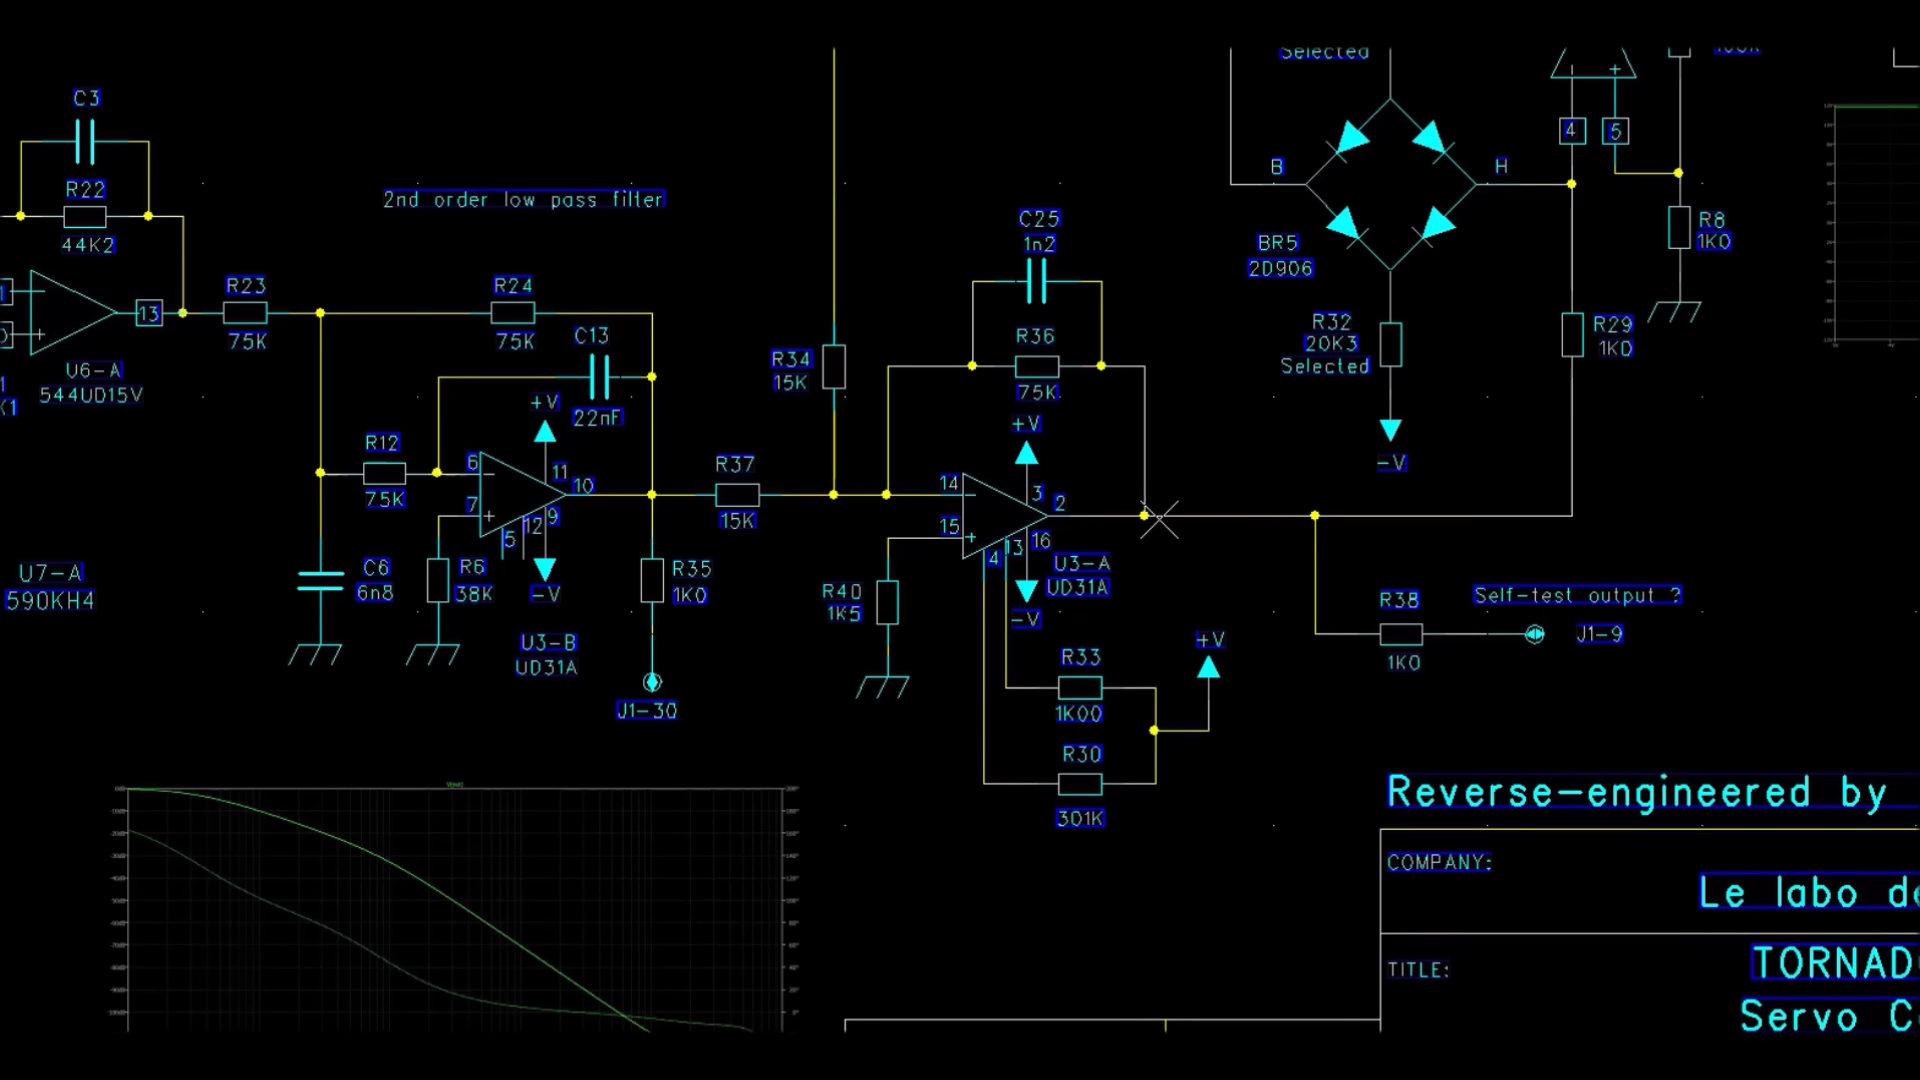 Selected
C3
4
5
R22
B
H
2nd order low pass filter
C25
R8
44K2
1n2
1K0
BR5
2D906
R23
R24
13
R36
R32
R29
75K
75K
C13
20K3
1K0
R34
Selected
U6-A
15K
544UD15V
+V
75K
22nF
+V
R12
R37
-V
6
11
10
14
3
75K
7
2
15K
12
9
15
5
13
16
4
U3-A
U7-A
C6
R6
R35
UD31A
590KH4
6n8
38K
-V
1K0
R40
Self-test output ?
1K5
R38
-V
J1-9
U3-B
+V
R33
UD31A
1K0
J1-30
1K00
R30
301K
Reverse-engineered by
COMPANY:
Le labo de
TITLE:
TORNAD
Servo C